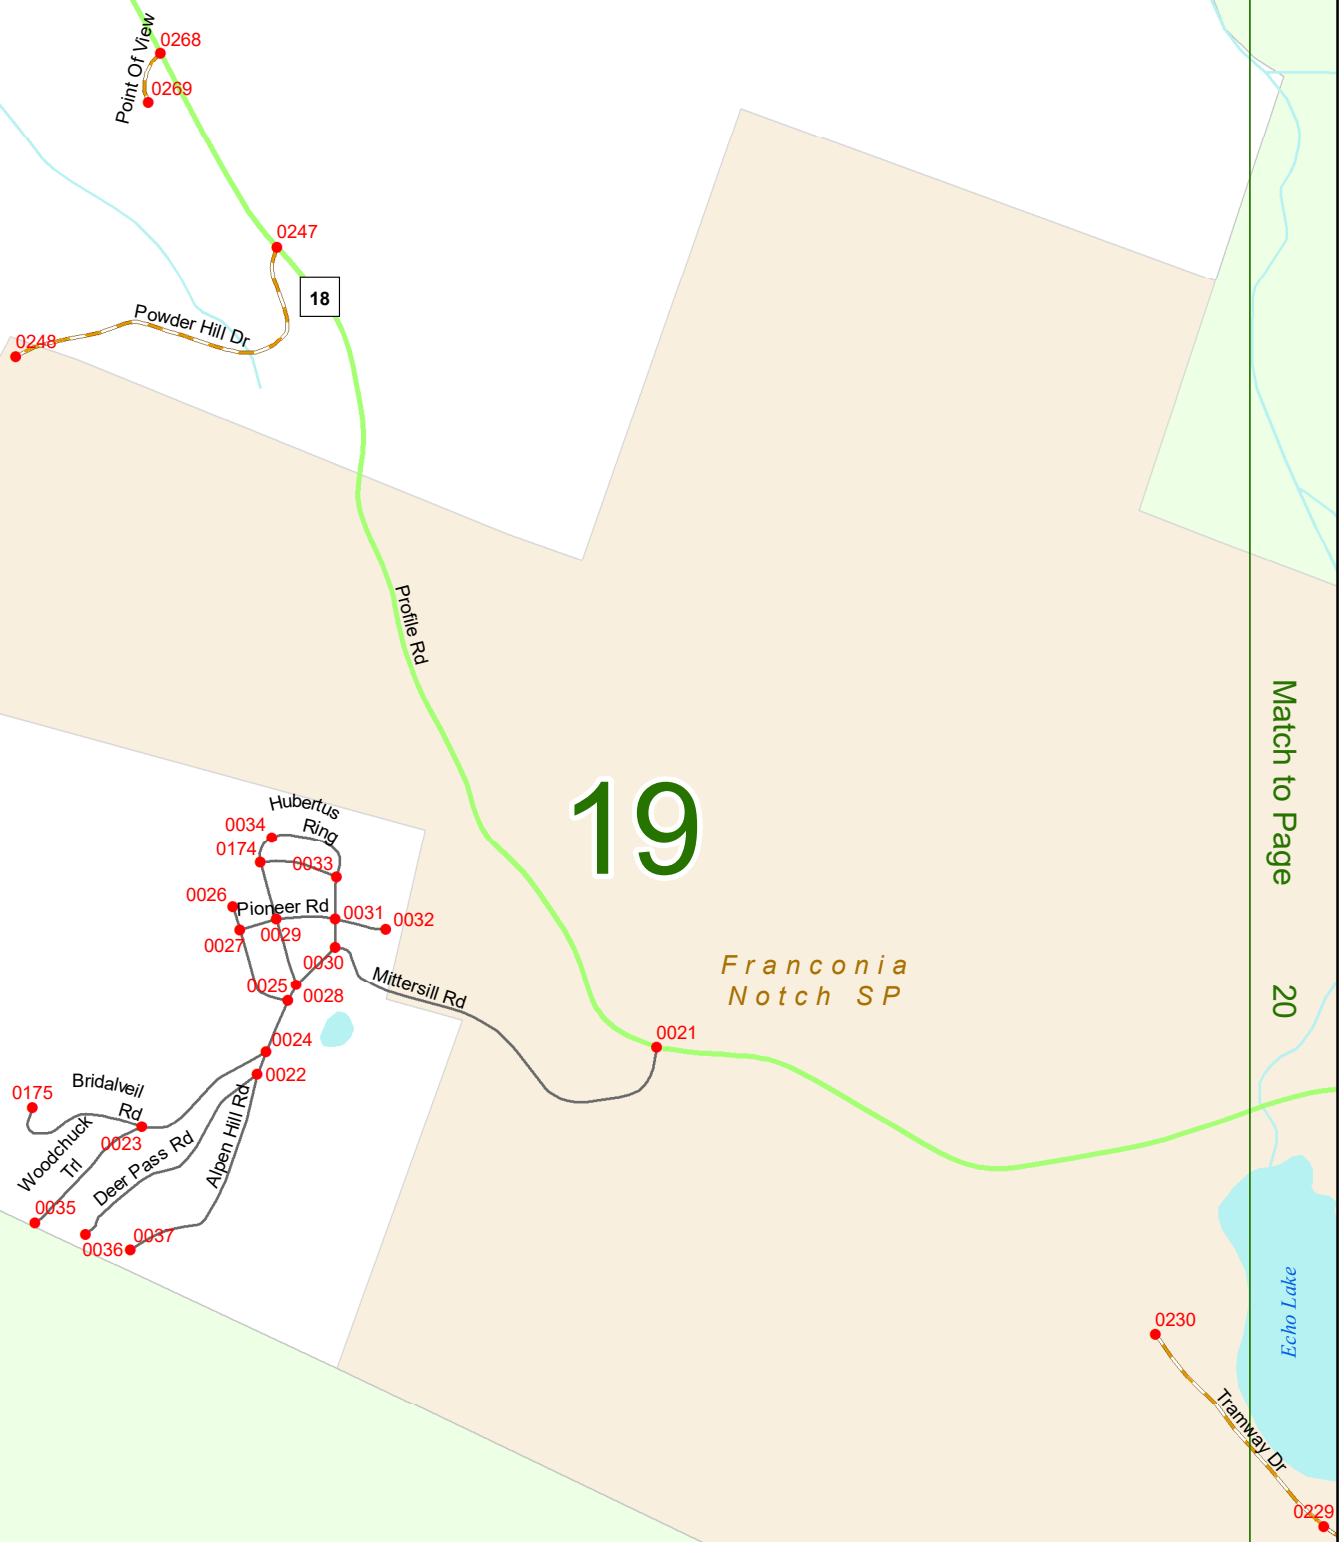 0268
Point Of View
0269
0247
18
Powder Hill Dr
0248
Profile Rd
Match to Page 20
19
Hubertus
Ring
0034
0174
0033
0026
Pioneer Rd
0031
0032
0029
0027
0030
Mittersill Rd
0025
0028
Franconia
Notch SP
0021
0024
0022
Bridalveil
Rd
0175
0023
Woodchuck
Trl
Deer Pass Rd
Alpen Hill Rd
0035
0036
0037
Echo Lake
0230
Tramway Dr
0229